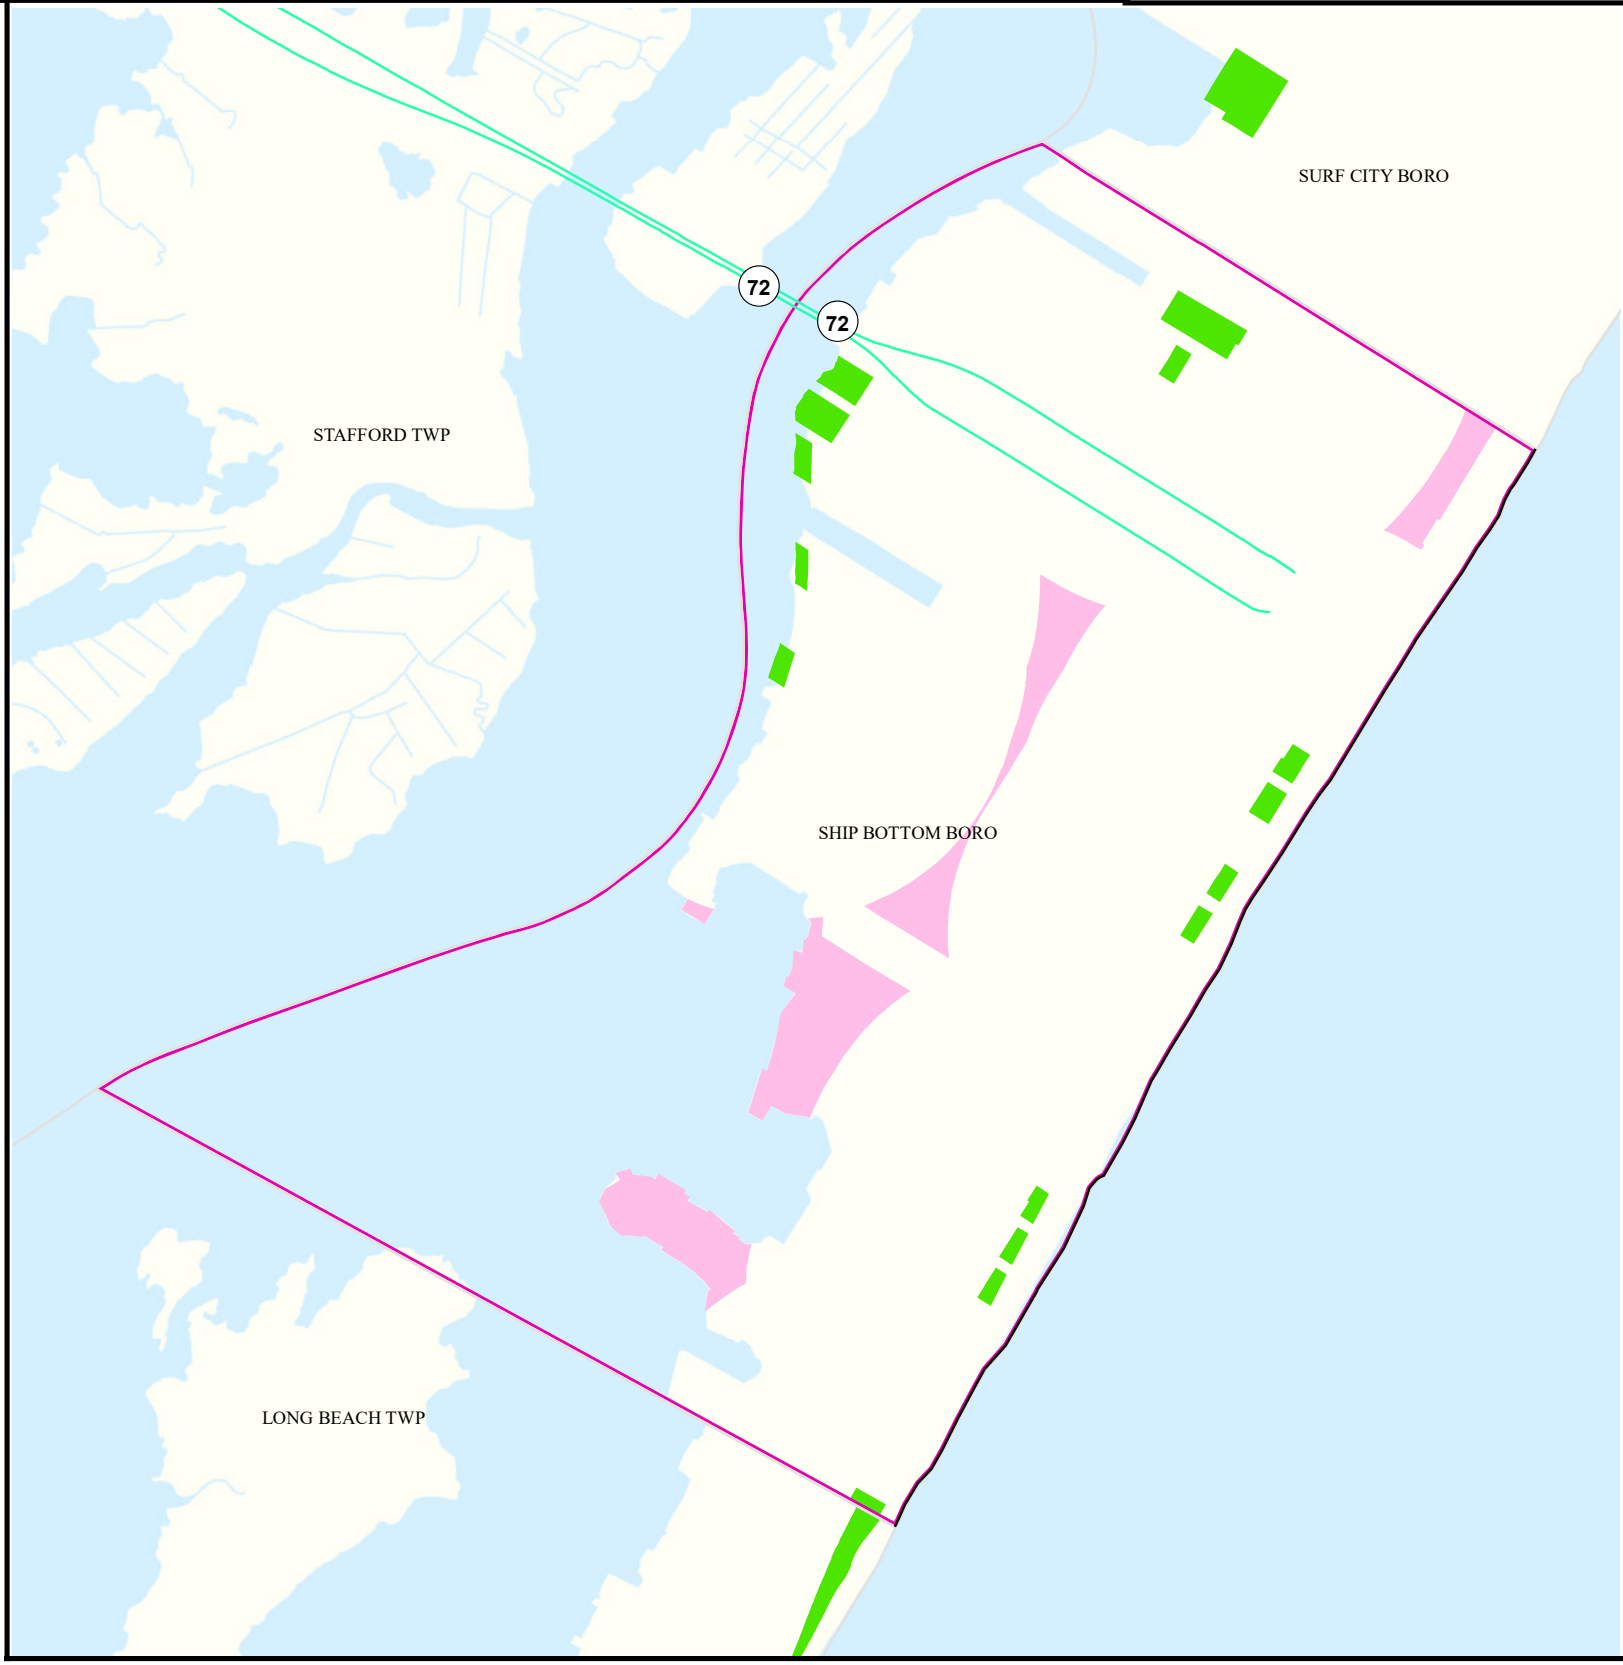 SURF CITY BORO
72
72
STAFFORD TWP
SHIP BOTTOM BORO
LONG BEACH TWP